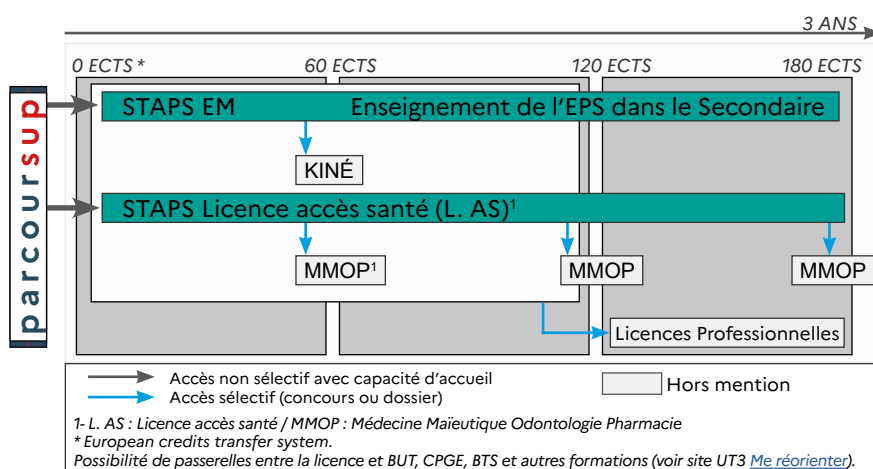 3 ANS
0 ECTS *
60 ECTS
120 ECTS
180 ECTS
parcoursup
STAPS EM
Enseignement de l'EPS dans le Secondaire
KINÉ
STAPS Licence accès santé (L. AS)¹
MMOP¹
MMOP
MMOP
Licences Professionnelles
Accès non sélectif avec capacité d'accueil
Accès sélectif (concours ou dossier)
Hors mention
1- L. AS : Licence accès santé / MMOP : Médecine Maïeutique Odontologie Pharmacie
* European credits transfer system.
Possibilité de passerelles entre la licence et BUT, CPGE, BTS et autres formations (voir site UT3 Me réorienter).